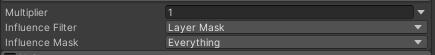 Multiplier 1
Influence Filter Layer Mask
Influence Mask Everything